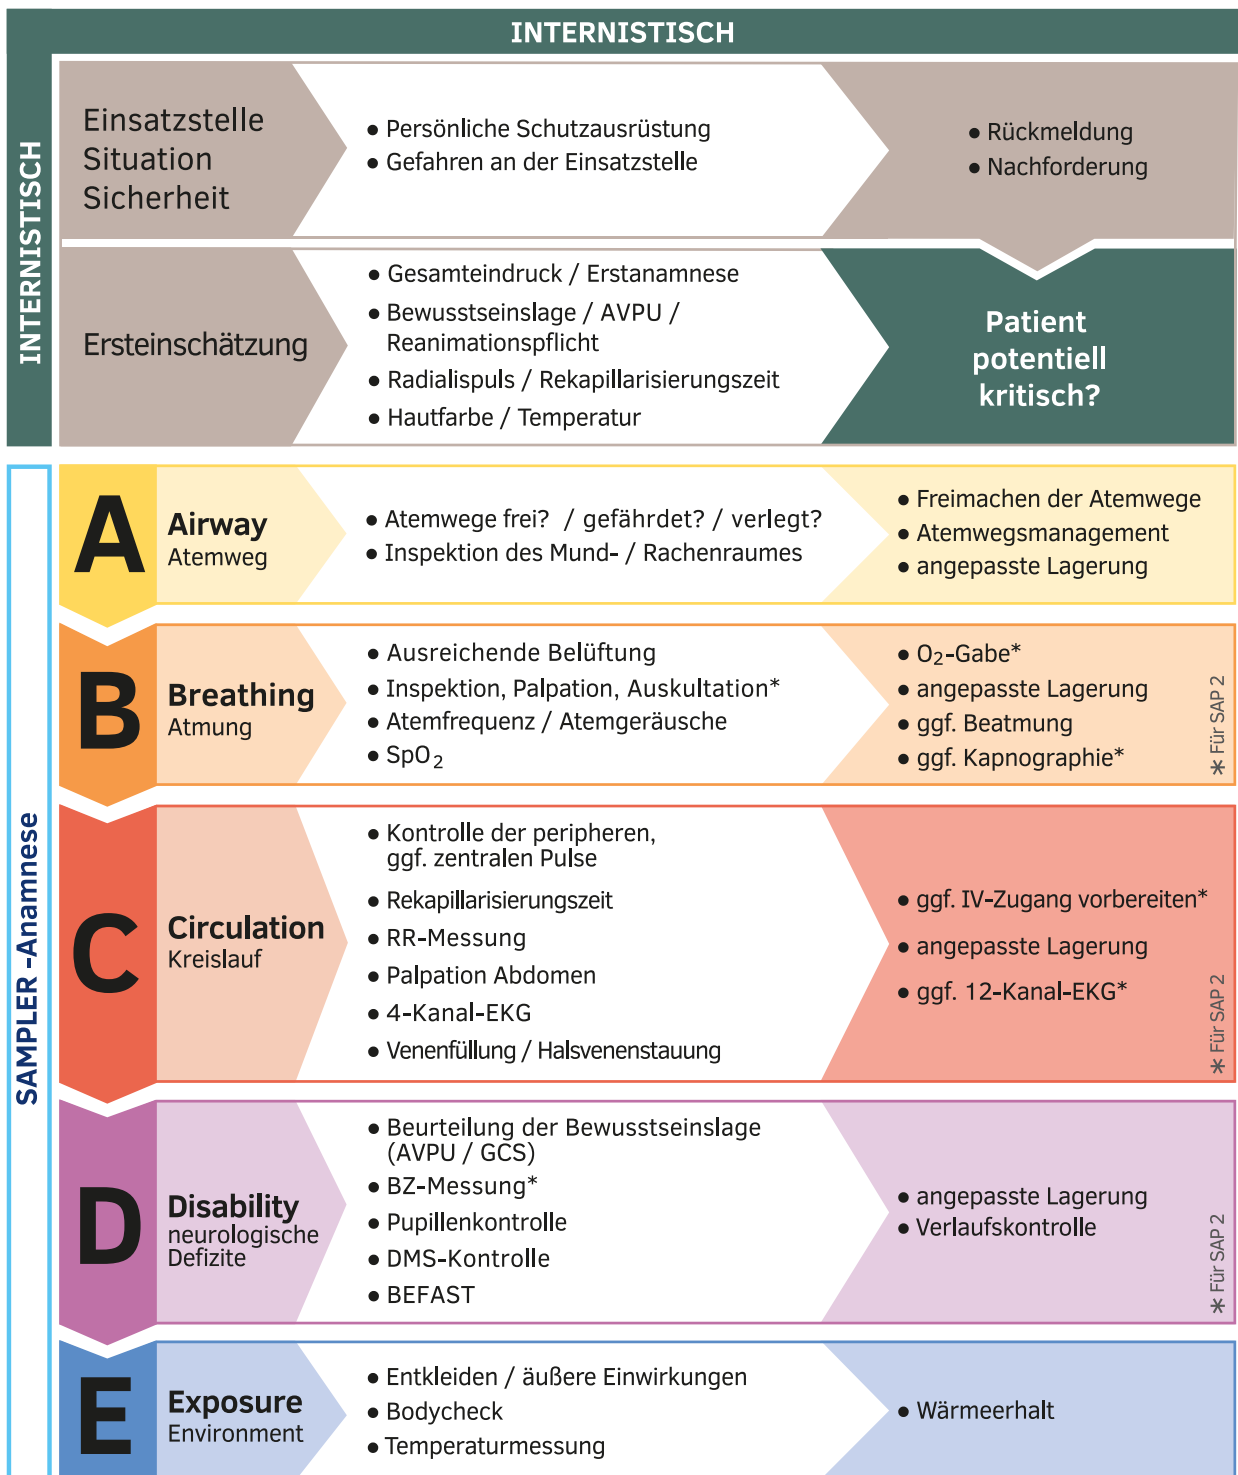 INTERNISTISCH
INTERNISTISCH
Einsatzstelle
Situation
Sicherheit
● Persönliche Schutzausrüstung
● Gefahren an der Einsatzstelle
● Rückmeldung
● Nachforderung
Ersteinschätzung
● Gesamteindruck / Erstanamnese
● Bewusstseinslage / AVPU /
Reanimationspflicht
● Radialispuls / Rekapillarisierungszeit
● Hautfarbe / Temperatur
Patient
potentiell
kritisch?
SAMPLER -Anamnese
A
Airway
Atemweg
● Atemwege frei? / gefährdet? / verlegt?
● Inspektion des Mund- / Rachenraumes
● Freimachen der Atemwege
● Atemwegsmanagement
● angepasste Lagerung
B
Breathing
Atmung
● Ausreichende Belüftung
● Inspektion, Palpation, Auskultation*
● Atemfrequenz / Atemgeräusche
● SpO₂
● O₂-Gabe*
● angepasste Lagerung
● ggf. Beatmung
● ggf. Kapnographie*
* Für SAP 2
C
Circulation
Kreislauf
● Kontrolle der peripheren,
ggf. zentralen Pulse
● Rekapillarisierungszeit
● RR-Messung
● Palpation Abdomen
● 4-Kanal-EKG
● Venenfüllung / Halsvenenstauung
● ggf. IV-Zugang vorbereiten*
● angepasste Lagerung
● ggf. 12-Kanal-EKG*
* Für SAP 2
D
Disability
neurologische
Defizite
● Beurteilung der Bewusstseinslage
(AVPU / GCS)
● BZ-Messung*
● Pupillenkontrolle
● DMS-Kontrolle
● BEFAST
● angepasste Lagerung
● Verlaufskontrolle
* Für SAP 2
E
Exposure
Environment
● Entkleiden / äußere Einwirkungen
● Bodycheck
● Temperaturmessung
● Wärmeerhalt